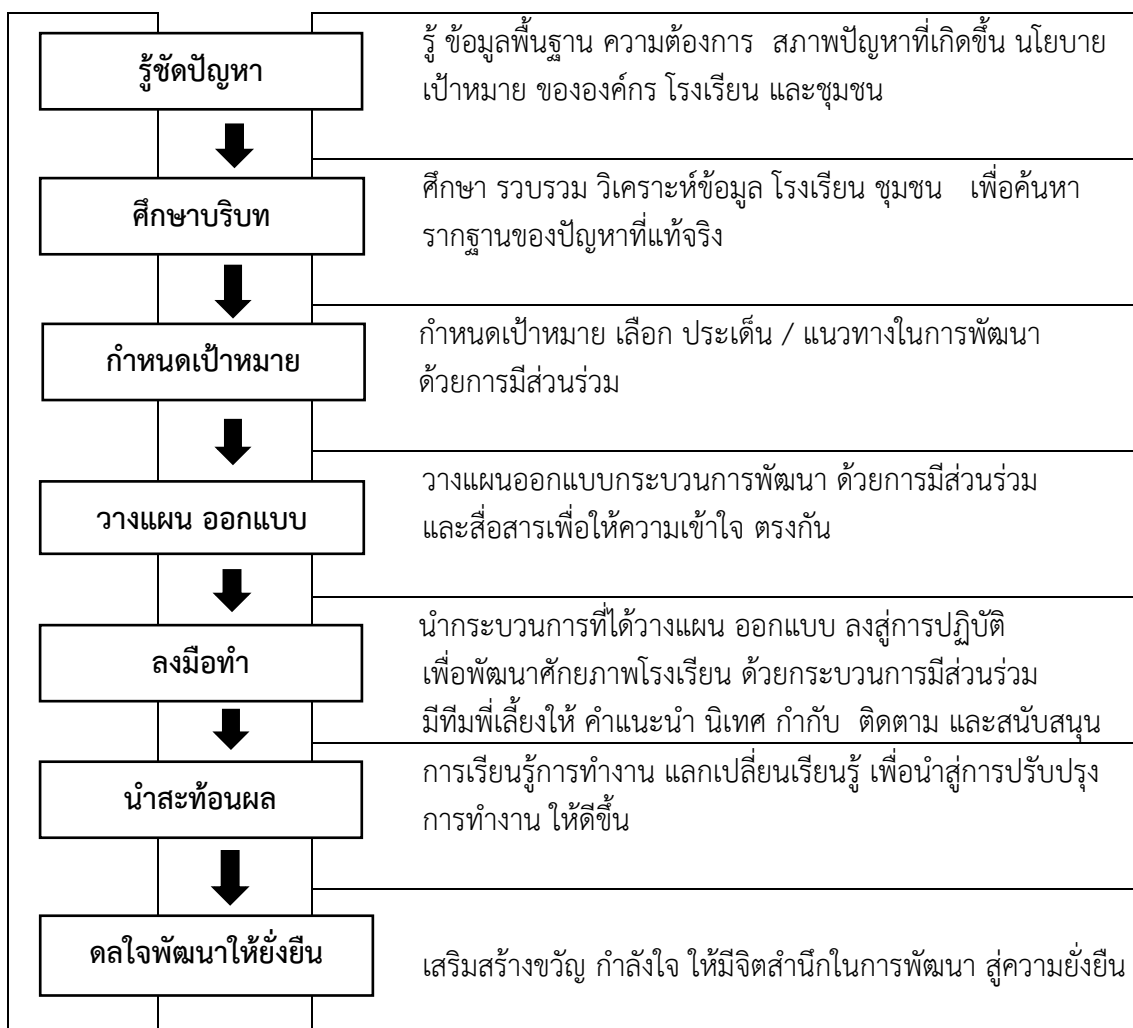 รู้ชัดปัญหา
รู้ ข้อมูลพื้นฐาน ความต้องการ สภาพปัญหาที่เกิดขึ้น นโยบาย
เป้าหมาย ขององค์กร โรงเรียน และชุมชน
ศึกษาบริบท
ศึกษา รวบรวม วิเคราะห์ข้อมูล โรงเรียน ชุมชน เพื่อค้นหา
รากฐานของปัญหาที่แท้จริง
กำหนดเป้าหมาย
กำหนดเป้าหมาย เลือก ประเด็น / แนวทางในการพัฒนา
ด้วยการมีส่วนร่วม
วางแผน ออกแบบ
วางแผนออกแบบกระบวนการพัฒนา ด้วยการมีส่วนร่วม
และสื่อสารเพื่อให้ความเข้าใจ ตรงกัน
ลงมือทำ
นำกระบวนการที่ได้วางแผน ออกแบบ ลงสู่การปฏิบัติ
เพื่อพัฒนาศักยภาพโรงเรียน ด้วยกระบวนการมีส่วนร่วม
มีทีมพี่เลี้ยงให้ คำแนะนำ นิเทศ กำกับ ติดตาม และสนับสนุน
นำสะท้อนผล
การเรียนรู้การทำงาน แลกเปลี่ยนเรียนรู้ เพื่อนำสู่การปรับปรุง
การทำงาน ให้ดีขึ้น
ดลใจพัฒนาให้ยั่งยืน
เสริมสร้างขวัญ กำลังใจ ให้มีจิตสำนึกในการพัฒนา สู่ความยั่งยืน